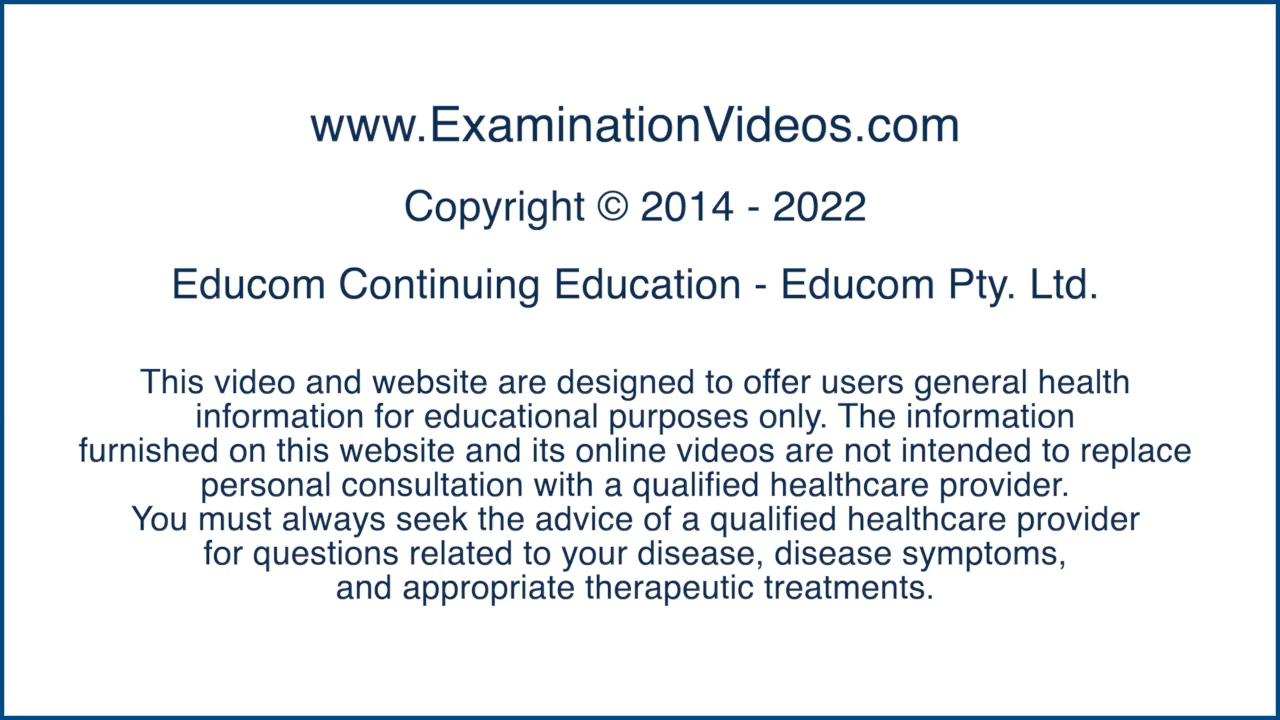 www.ExaminationVideos.com
Copyright © 2014 - 2022
Educom Continuing Education - Educom Pty. Ltd.
This video and website are designed to offer users general health
information for educational purposes only. The information
furnished on this website and its online videos are not intended to replace
personal consultation with a qualified healthcare provider.
You must always seek the advice of a qualified healthcare provider
for questions related to your disease, disease symptoms,
and appropriate therapeutic treatments.